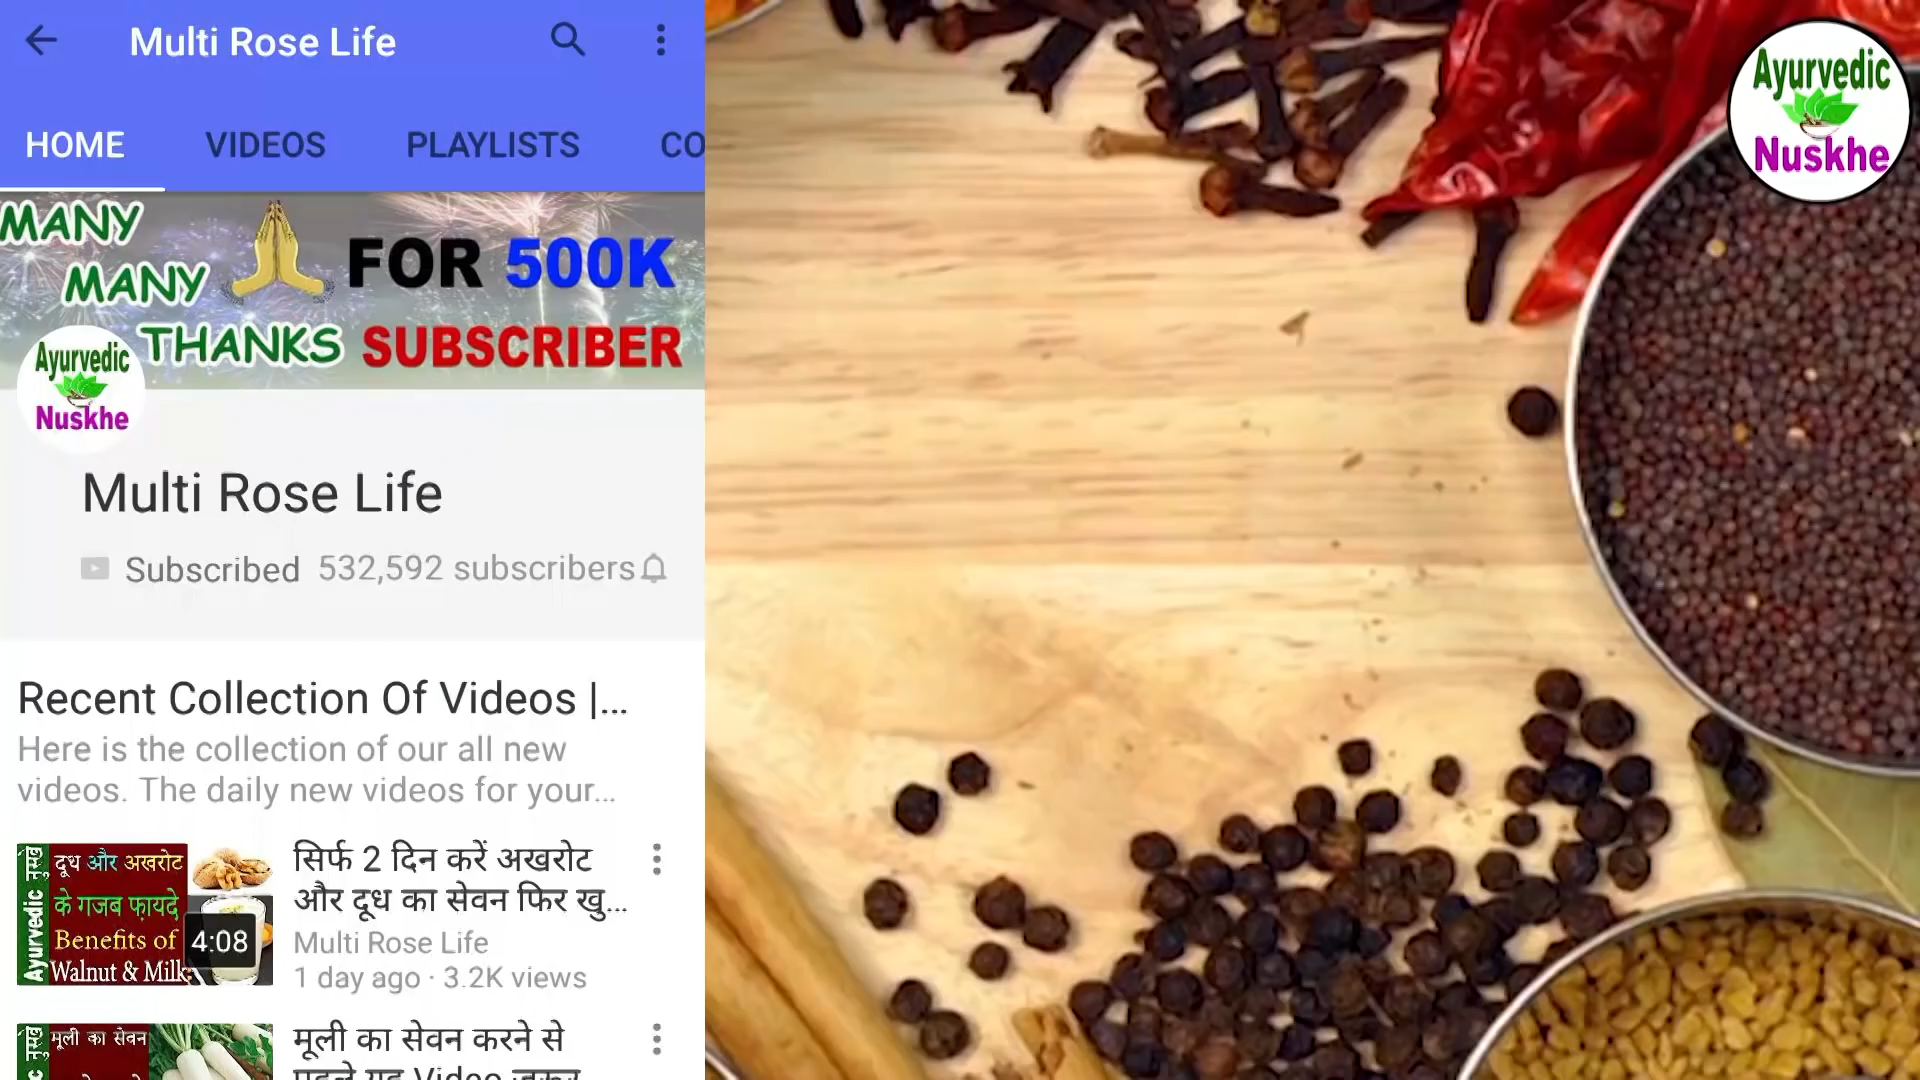 Multi Rose Life
HOME VIDEOS PLAYLISTS CO
MANY
MANY
THANKS
FOR 500K
SUBSCRIBER
Ayurvedic
Nuskhe
Multi Rose Life
Subscribed 532,592 subscribers
Recent Collection Of Videos |...
Here is the collection of our all new
videos. The daily new videos for your...
Ayurvedic नुस्खे
दूध और अखरोट
के गजब फ़ायदे
Benefits of
Walnut & Milk
4:08
सिर्फ 2 दिन करें अखरोट
और दूध का सेवन फिर खु...
Multi Rose Life
1 day ago · 3.2K views
मूली का सेवन
मूली का सेवन करने से
Ayurvedic
Nuskhe